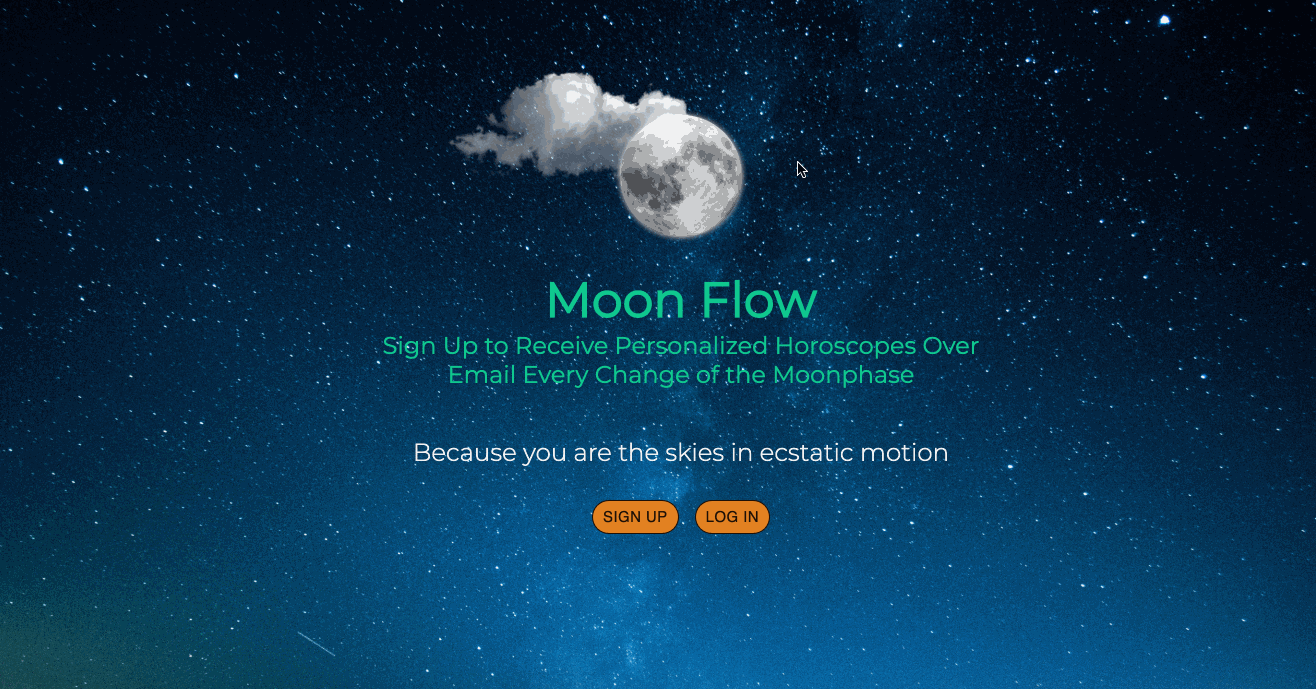 Moon Flow
Sign Up to Receive Personalized Horoscopes Over
Email Every Change of the Moonphase
Because you are the skies in ecstatic motion
SIGN UP LOG IN